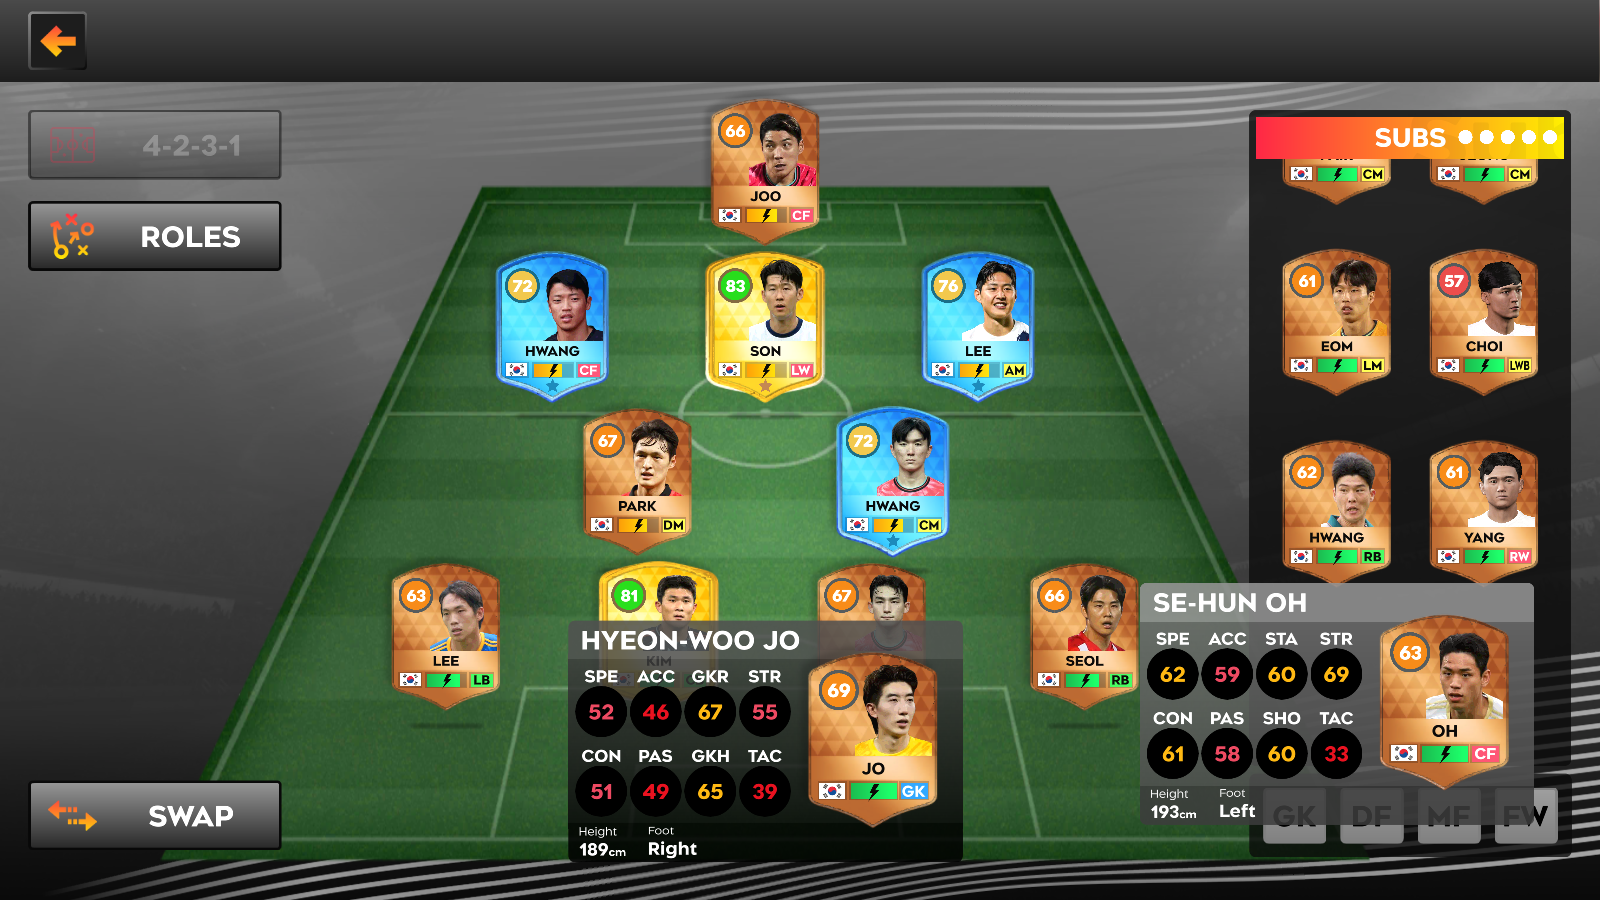 4-2-3-1
ROLES
SWAP
66
JOO
CF
72
HWANG
CF
83
SON
LW
76
LEE
AM
67
PARK
DM
72
HWANG
CM
63
LEE
LB
81
KIM
67
66
SEOL
RB
HYEON-WOO JO
SPE ACC GKR STR
52 46 67 55
CON PAS GKH TAC
51 49 65 39
Height Foot
189cm Right
69
JO
GK
SUBS
CM
CM
61
EOM
LM
57
CHOI
LWB
62
HWANG
RB
61
YANG
RW
SE-HUN OH
SPE ACC STA STR
62 59 60 69
CON PAS SHO TAC
61 58 60 33
Height Foot
193cm Left
63
OH
CF
GK DF MF FW